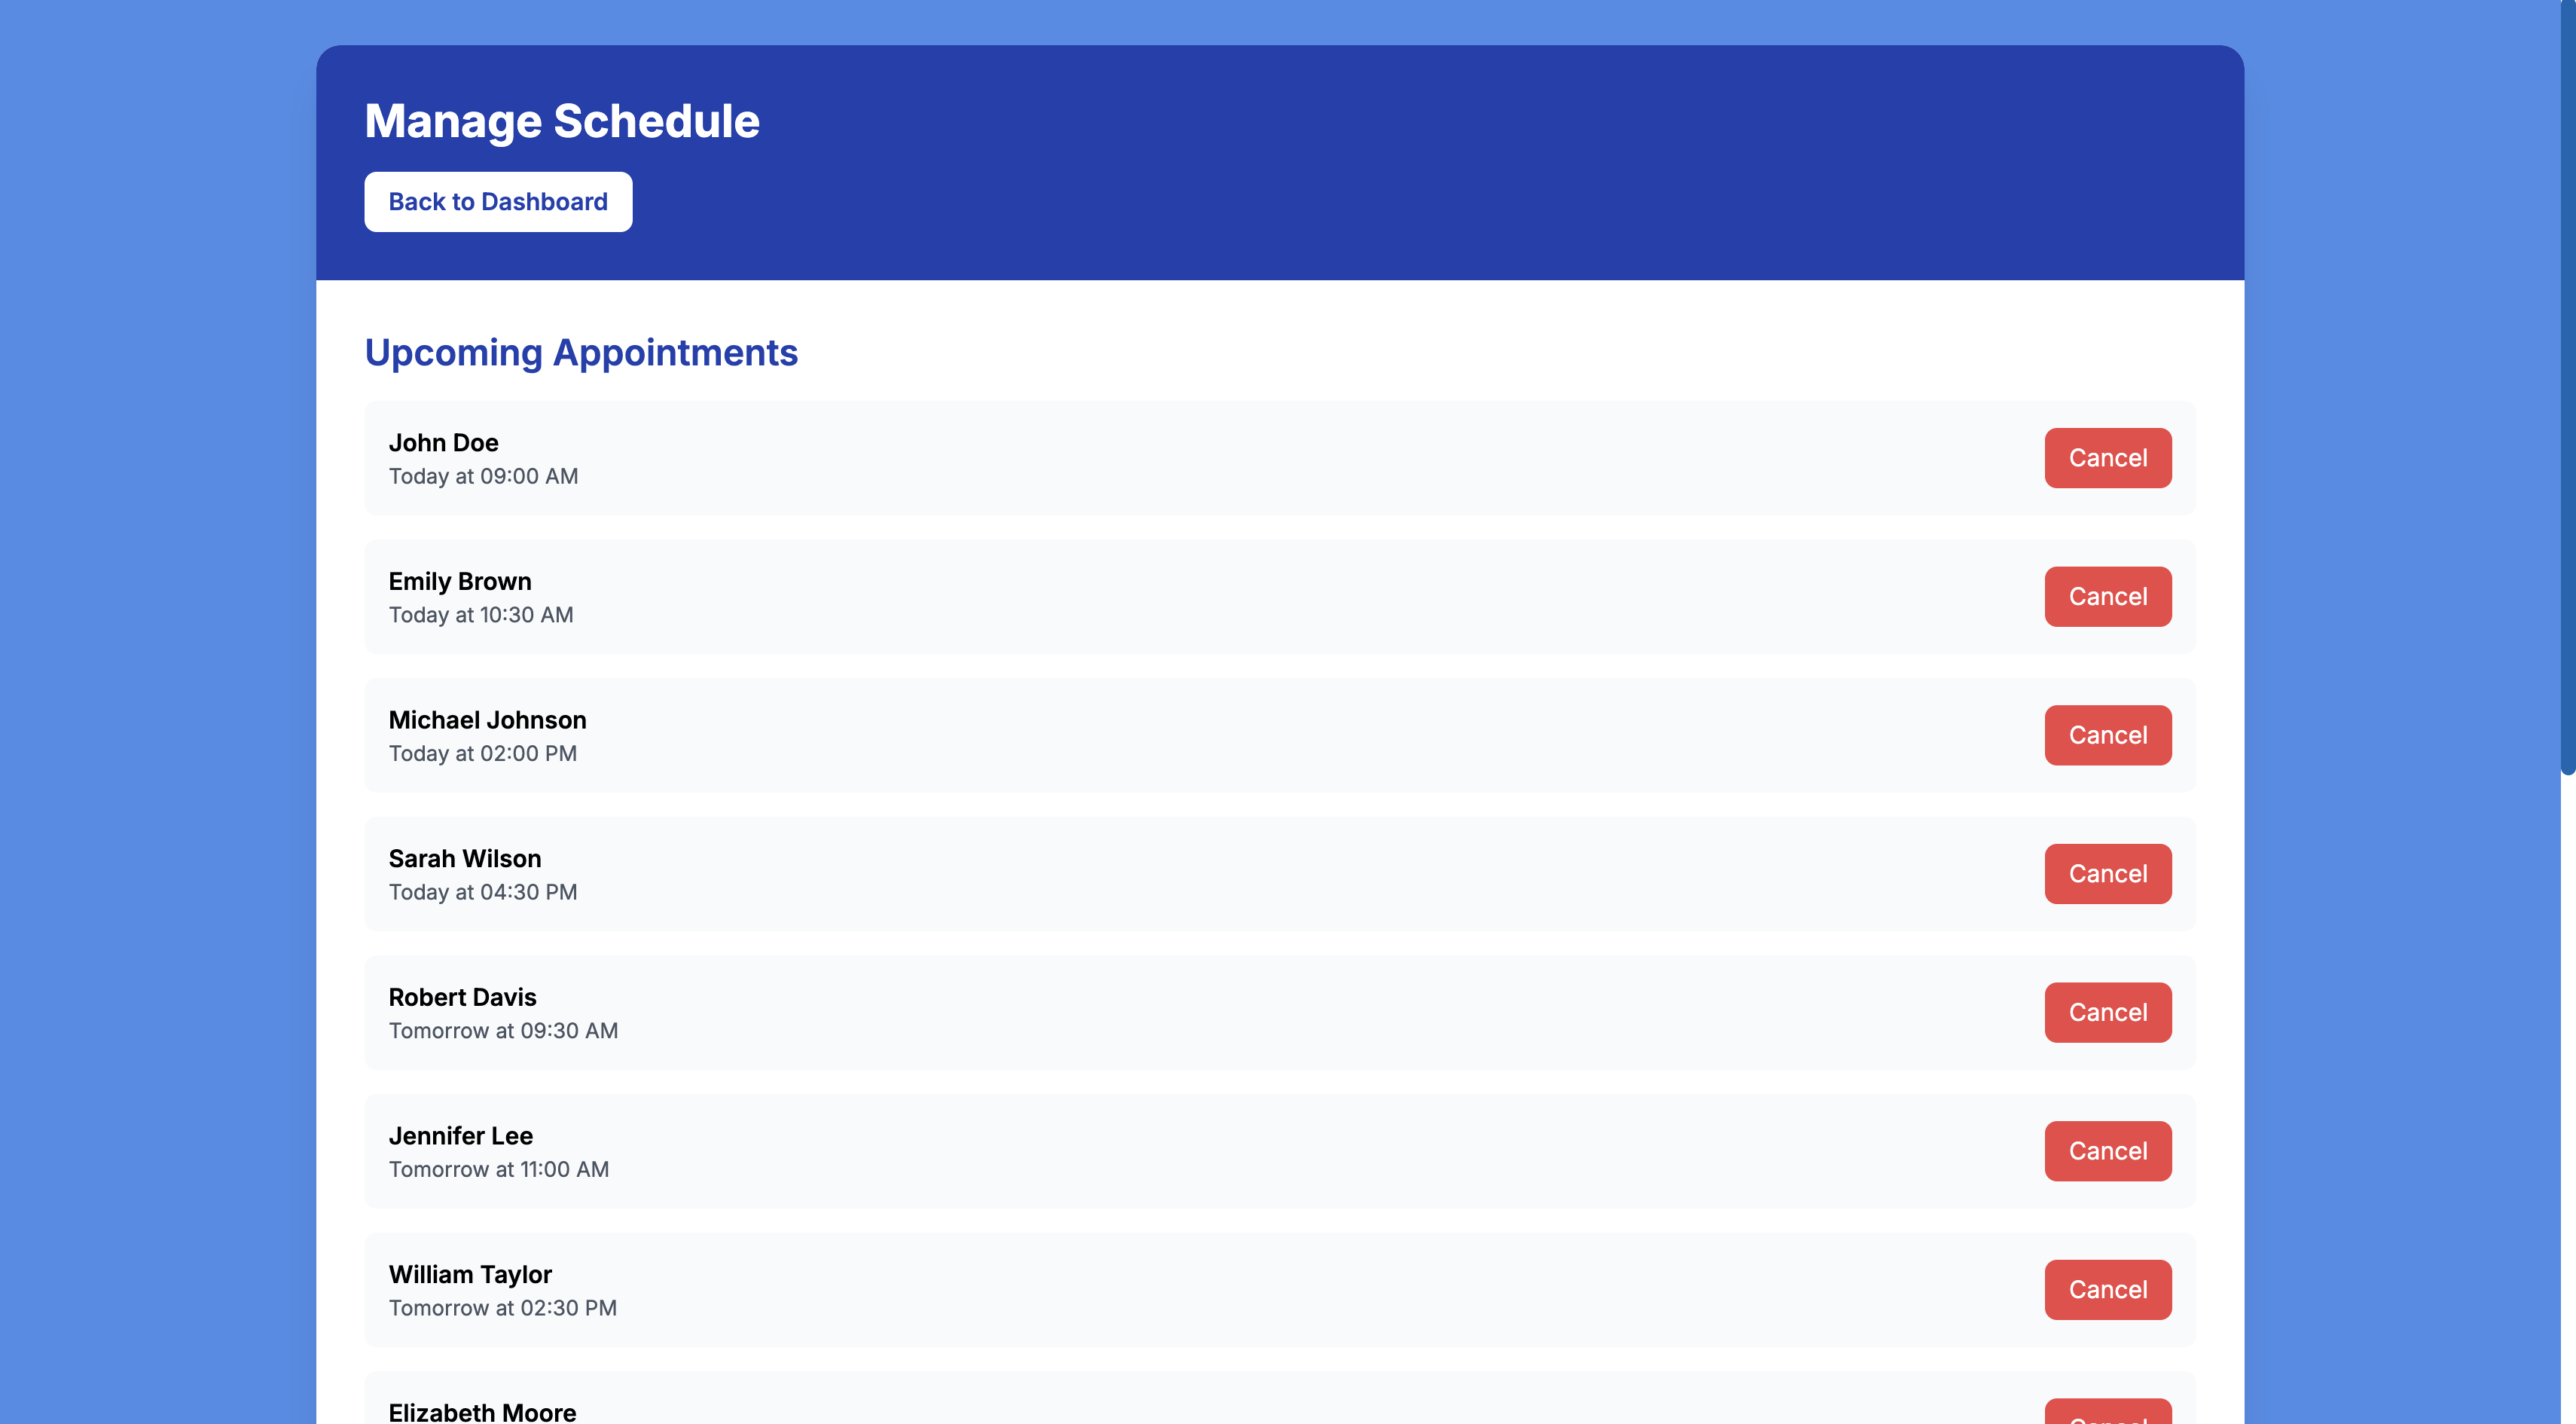 Manage Schedule
Back to Dashboard
Upcoming Appointments
John Doe
Today at 09:00 AM
Cancel
Emily Brown
Today at 10:30 AM
Cancel
Michael Johnson
Today at 02:00 PM
Cancel
Sarah Wilson
Today at 04:30 PM
Cancel
Robert Davis
Tomorrow at 09:30 AM
Cancel
Jennifer Lee
Tomorrow at 11:00 AM
Cancel
William Taylor
Tomorrow at 02:30 PM
Cancel
Elizabeth Moore
Cancel